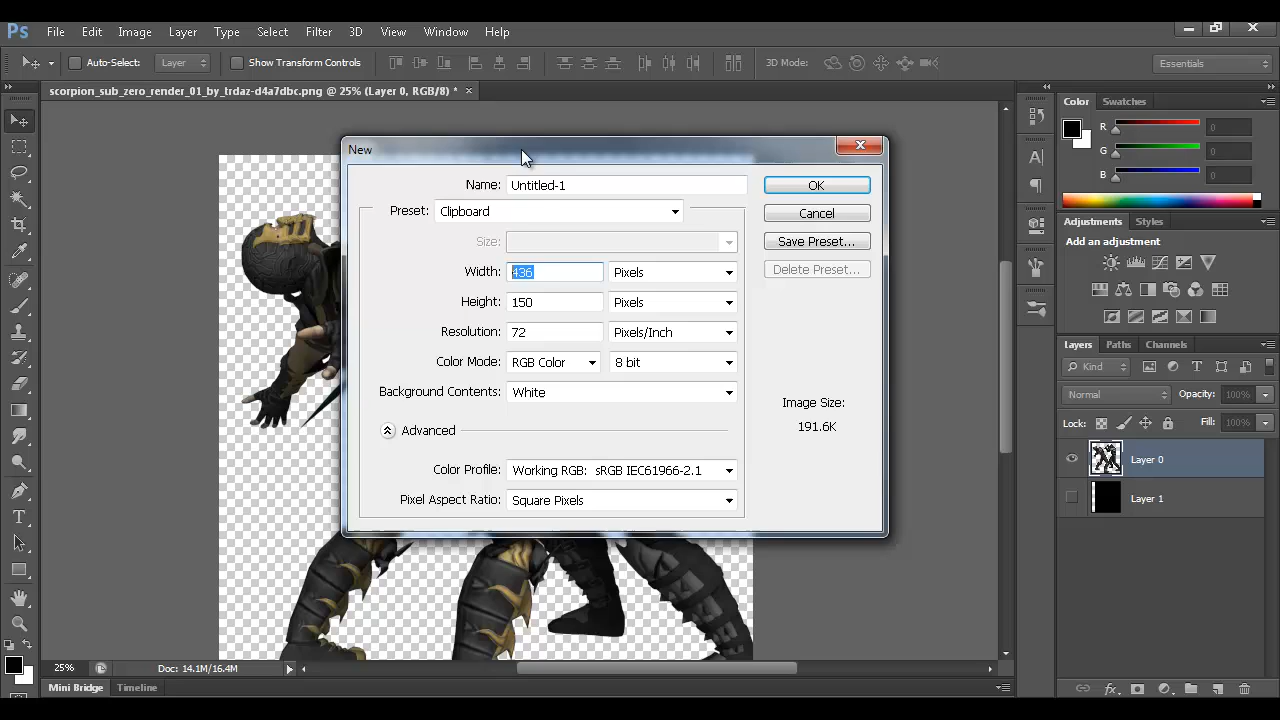 Ps File Edit Image Layer Type Select Filter 3D View Window Help
Auto-Select: Layer Show Transform Controls 3D Mode: Essentials
scorpion_sub_zero_render_01_by_trdaz-d4a7dbc.png @ 25% (Layer 0, RGB/8) *
New
Name: Untitled-1
Preset: Clipboard
Size:
Width: 436 Pixels
Height: 150 Pixels
Resolution: 72 Pixels/Inch
Color Mode: RGB Color 8 bit
Background Contents: White
Advanced
Color Profile: Working RGB: sRGB IEC61966-2.1
Pixel Aspect Ratio: Square Pixels
OK
Cancel
Save Preset...
Delete Preset...
Image Size:
191.6K
Color Swatches
R 0
G 0
B 0
Adjustments Styles
Add an adjustment
Layers Paths Channels
Kind
Normal Opacity: 100%
Lock: Fill: 100%
Layer 0
Layer 1
25% Doc: 14.1M/16.4M
Mini Bridge Timeline